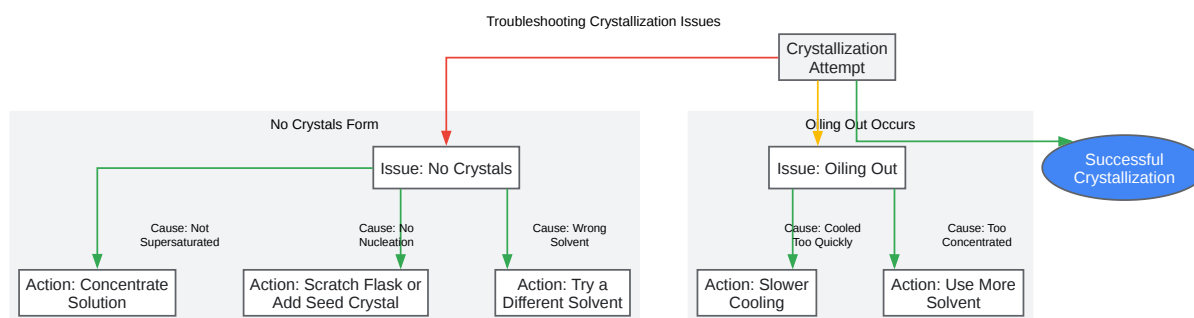 Troubleshooting Crystallization Issues
Crystallization
Attempt
No Crystals Form
Oiling Out Occurs
Issue: No Crystals
Issue: Oiling Out
Successful
Crystallization
Cause: Not
Supersaturated
Cause: No
Nucleation
Cause: Wrong
Solvent
Cause: Cooled
Too Quickly
Cause: Too
Concentrated
Action: Concentrate
Solution
Action: Scratch Flask or
Add Seed Crystal
Action: Try a
Different Solvent
Action: Slower
Cooling
Action: Use More
Solvent